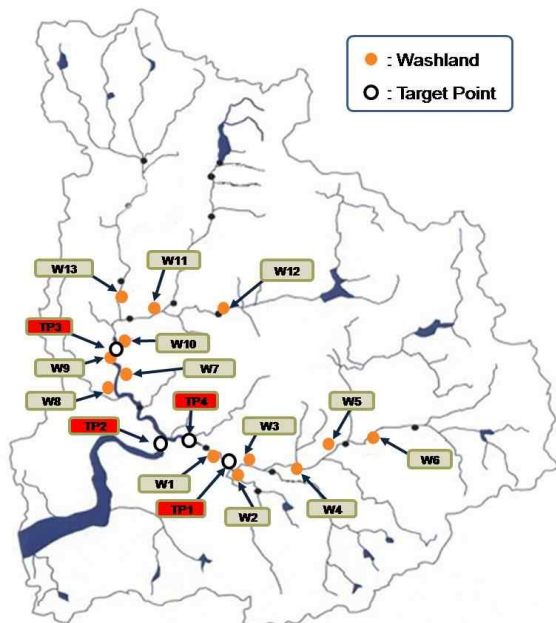 : Washland
: Target Point
W13
W11
W12
TP3
W10
W9
W7
W8
TP4
TP2
W3
W5
W6
W1
TP1
W2
W4